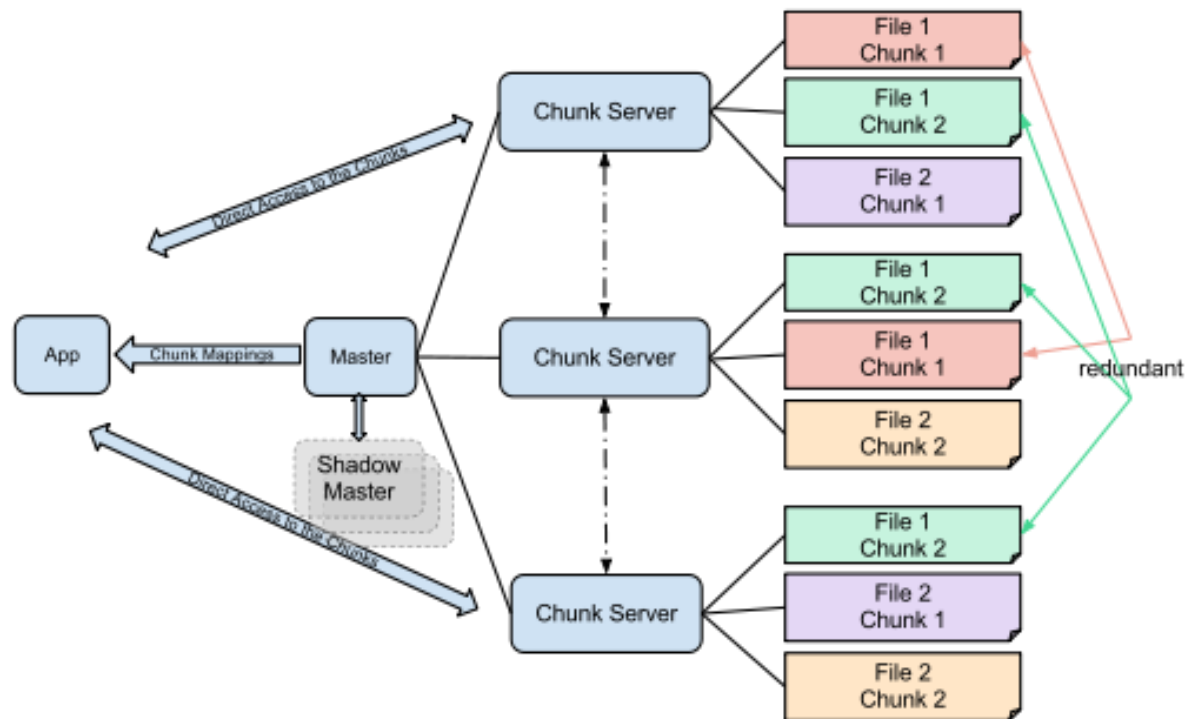 File 1
Chunk 1
Chunk Server
File 1
Chunk 2
Direct Access to the Chunks
File 2
Chunk 1
File 1
Chunk 2
App
Chunk Mappings
Master
Chunk Server
File 1
Chunk 1
redundant
File 2
Chunk 2
Shadow
Master
Direct Access to the Chunks
File 1
Chunk 2
Chunk Server
File 2
Chunk 1
File 2
Chunk 2